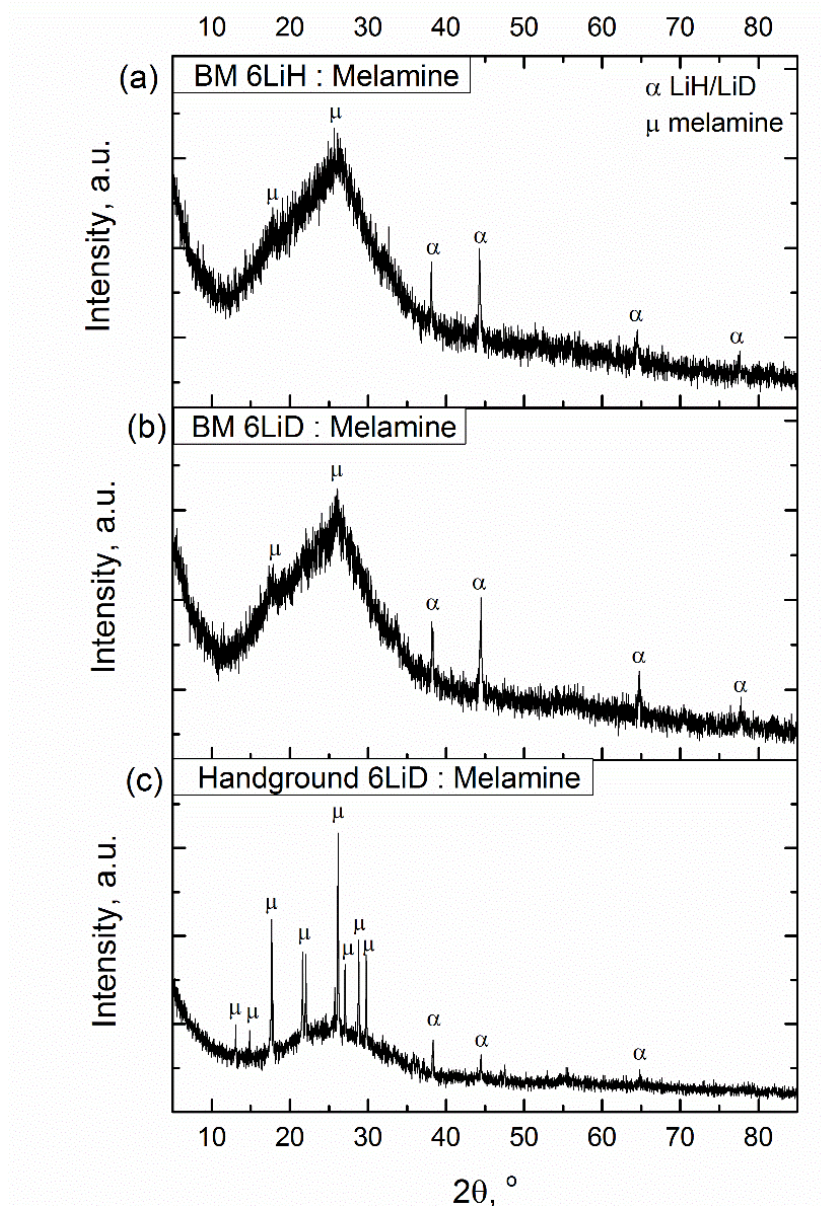 10 20 30 40 50 60 70 80
(a) BM 6LiH : Melamine
α LiH/LiD
μ melamine
μ
μ
α
α
α
α
Intensity, a.u.
(b) BM 6LiD : Melamine
μ
μ
α
α
α
α
Intensity, a.u.
(c) Handground 6LiD : Melamine
μ
μ
μ
μ
μ
μ
μ
μ
α
α
α
Intensity, a.u.
10 20 30 40 50 60 70 80
2θ, °